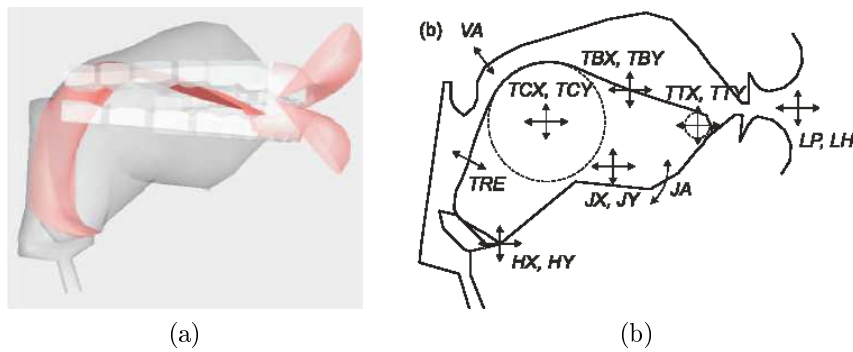 (b)
VA
TBX, TBY
TCX, TCY
TTX, TTY
LP, LH
TRE
JX, JY
JA
HX, HY
(a)
(b)